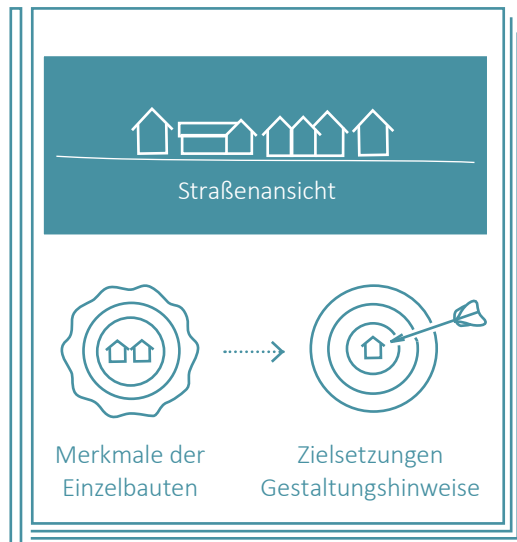 Straßenansicht
Merkmale der
Einzelbauten
Zielsetzungen
Gestaltungshinweise